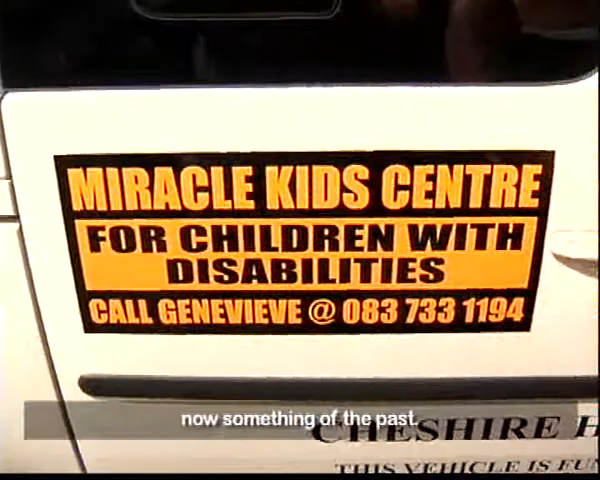 MIRACLE KIDS CENTRE
FOR CHILDREN WITH
DISABILITIES
CALL GENEVIEVE @ 083 733 1194
now something of the past.
CHESHIRE
THIS VEHICLE IS